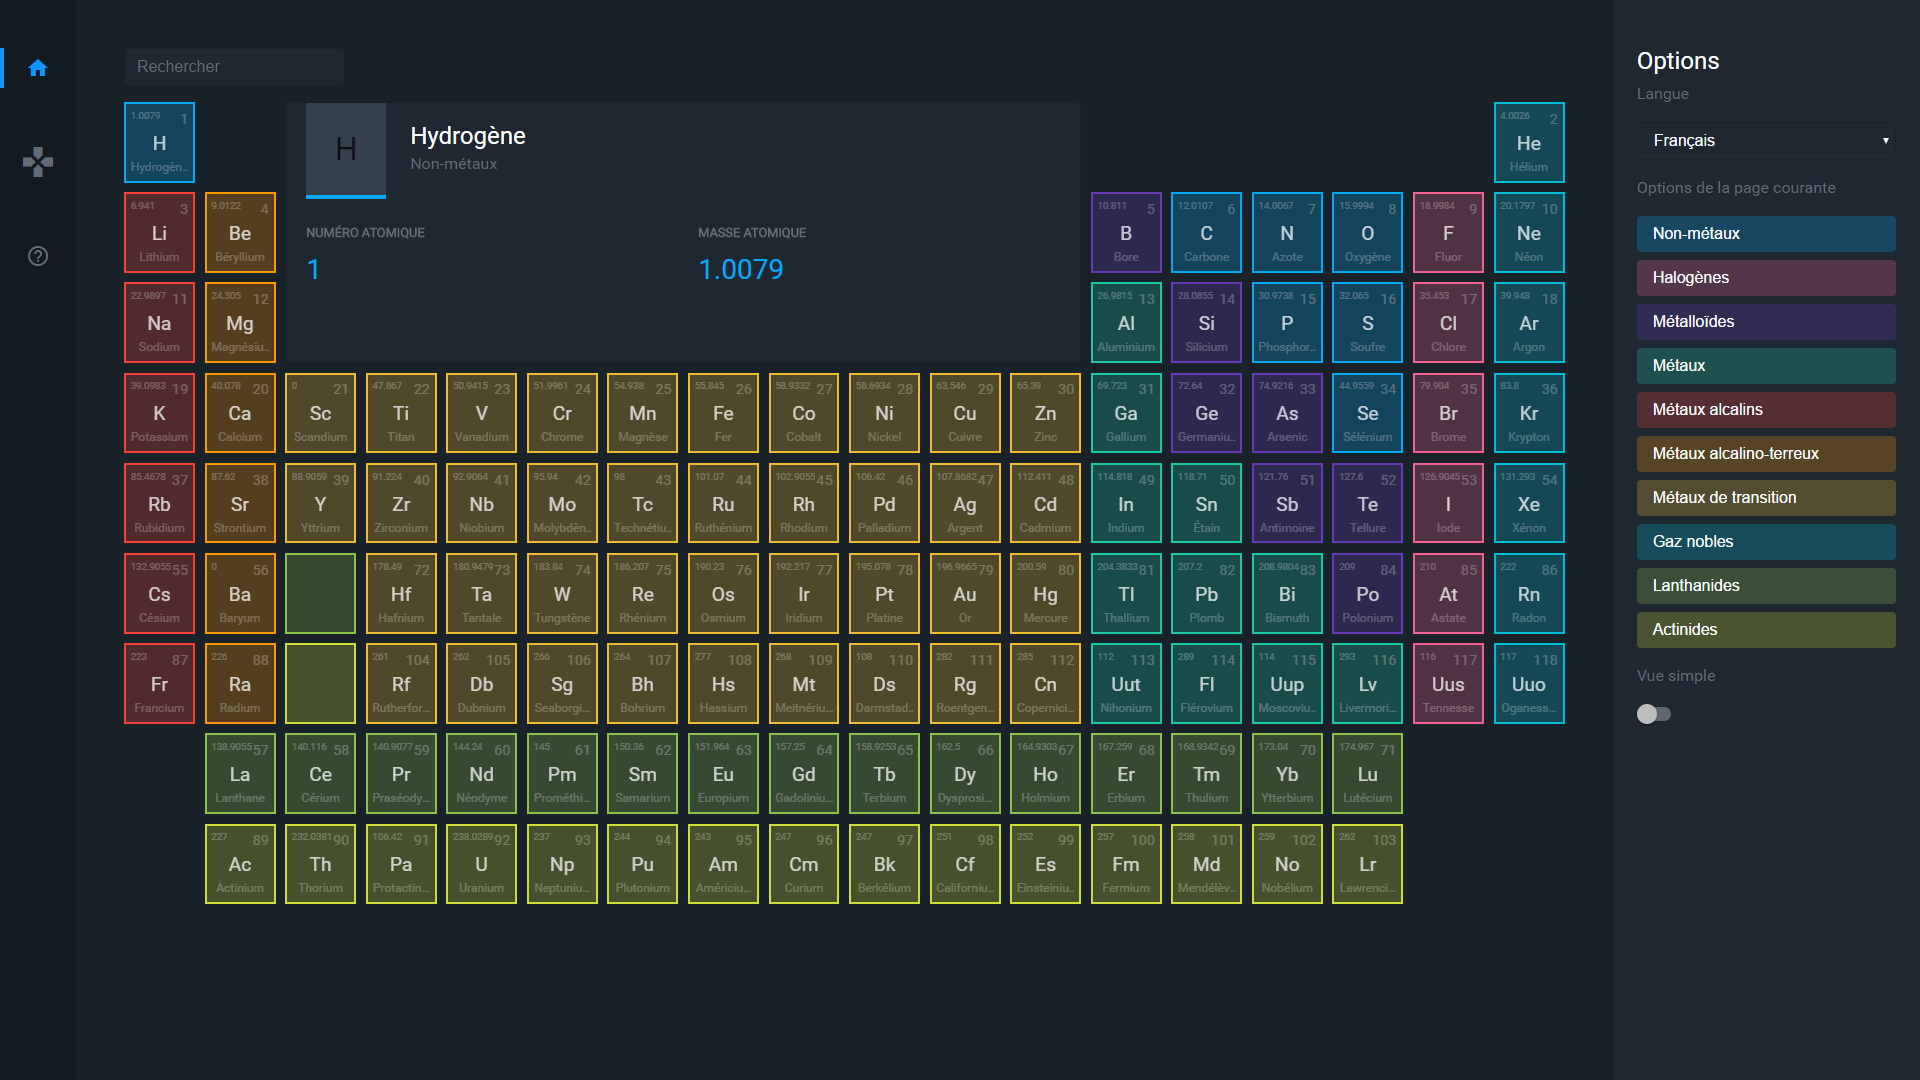 Rechercher
Options
Langue
Français
Options de la page courante
Non-métaux
Halogènes
Métalloïdes
Métaux
Métaux alcalins
Métaux alcalino-terreux
Métaux de transition
Gaz nobles
Lanthanides
Actinides
Vue simple
H
Hydrogène
Non-métaux
NUMÉRO ATOMIQUE
1
MASSE ATOMIQUE
1.0079
1.0079 1 H Hydrogèn..
4.0026 2 He Hélium
6.941 3 Li Lithium
9.0122 4 Be Béryllium
10.811 5 B Bore
12.0107 6 C Carbone
14.0067 7 N Azote
15.9994 8 O Oxygène
18.9984 9 F Fluor
20.1797 10 Ne Néon
22.9897 11 Na Sodium
24.305 12 Mg Magnésiu..
26.9815 13 Al Aluminium
28.0855 14 Si Silicium
30.9738 15 P Phosphor..
32.065 16 S Soufre
35.453 17 Cl Chlore
39.948 18 Ar Argon
39.0983 19 K Potassium
40.078 20 Ca Calcium
0 21 Sc Scandium
47.867 22 Ti Titan
50.9415 23 V Vanadium
51.9961 24 Cr Chrome
54.938 25 Mn Magnèse
55.845 26 Fe Fer
58.9332 27 Co Cobalt
58.6934 28 Ni Nickel
63.546 29 Cu Cuivre
65.39 30 Zn Zinc
69.723 31 Ga Gallium
72.64 32 Ge Germaniu..
74.9216 33 As Arsenic
44.9559 34 Se Sélénium
79.904 35 Br Brome
83.8 36 Kr Krypton
85.4678 37 Rb Rubidium
87.62 38 Sr Strontium
88.9059 39 Y Yttrium
91.224 40 Zr Zirconium
92.9064 41 Nb Niobium
95.94 42 Mo Molybdèn..
98 43 Tc Technétiu..
101.07 44 Ru Ruthénium
102.9055 45 Rh Rhodium
106.42 46 Pd Palladium
107.8682 47 Ag Argent
112.411 48 Cd Cadmium
114.818 49 In Indium
118.71 50 Sn Étain
121.76 51 Sb Antimoine
127.6 52 Te Tellure
126.9045 53 I Iode
131.293 54 Xe Xénon
132.9055 55 Cs Césium
0 56 Ba Baryum
178.49 72 Hf Hafnium
180.9479 73 Ta Tantale
183.84 74 W Tungstène
186.207 75 Re Rhénium
190.23 76 Os Osmium
192.217 77 Ir Iridium
195.078 78 Pt Platine
196.9665 79 Au Or
200.59 80 Hg Mercure
204.3833 81 Tl Thallium
207.2 82 Pb Plomb
208.9804 83 Bi Bismuth
209 84 Po Polonium
210 85 At Astate
222 86 Rn Radon
223 87 Fr Francium
226 88 Ra Radium
261 104 Rf Rutherfor...
262 105 Db Dubnium
266 106 Sg Seaborgi...
264 107 Bh Bohrium
277 108 Hs Hassium
268 109 Mt Meitnériu...
108 110 Ds Darmstad..
282 111 Rg Roentgen...
285 112 Cn Copernici...
112 113 Uut Nihonium
289 114 Fl Flérovium
114 115 Uup Moscoviu..
293 116 Lv Livermori...
116 117 Uus Tennesse
117 118 Uuo Oganess...
138.9055 57 La Lanthane
140.116 58 Ce Cérium
140.9077 59 Pr Praséody...
144.24 60 Nd Néodyme
145 61 Pm Prométhi...
150.36 62 Sm Samarium
151.964 63 Eu Europium
157.25 64 Gd Gadoliniu...
158.9253 65 Tb Terbium
162.5 66 Dy Dysprosi...
164.9303 67 Ho Holmium
167.259 68 Er Erbium
168.9342 69 Tm Thulium
173.04 70 Yb Ytterbium
174.967 71 Lu Lutécium
227 89 Ac Actinium
232.0381 90 Th Thorium
106.42 91 Pa Protactin...
238.0289 92 U Uranium
237 93 Np Neptuniu...
244 94 Pu Plutonium
243 95 Am Américiu...
247 96 Cm Curium
247 97 Bk Berkélium
251 98 Cf Californiu...
252 99 Es Einsteiniu..
257 100 Fm Fermium
258 101 Md Mendélèv..
259 102 No Nobélium
262 103 Lr Lawrenci...